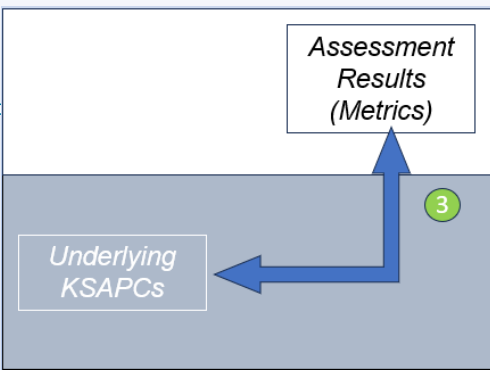 Assessment
Results
(Metrics)
3
Underlying
KSAPCs